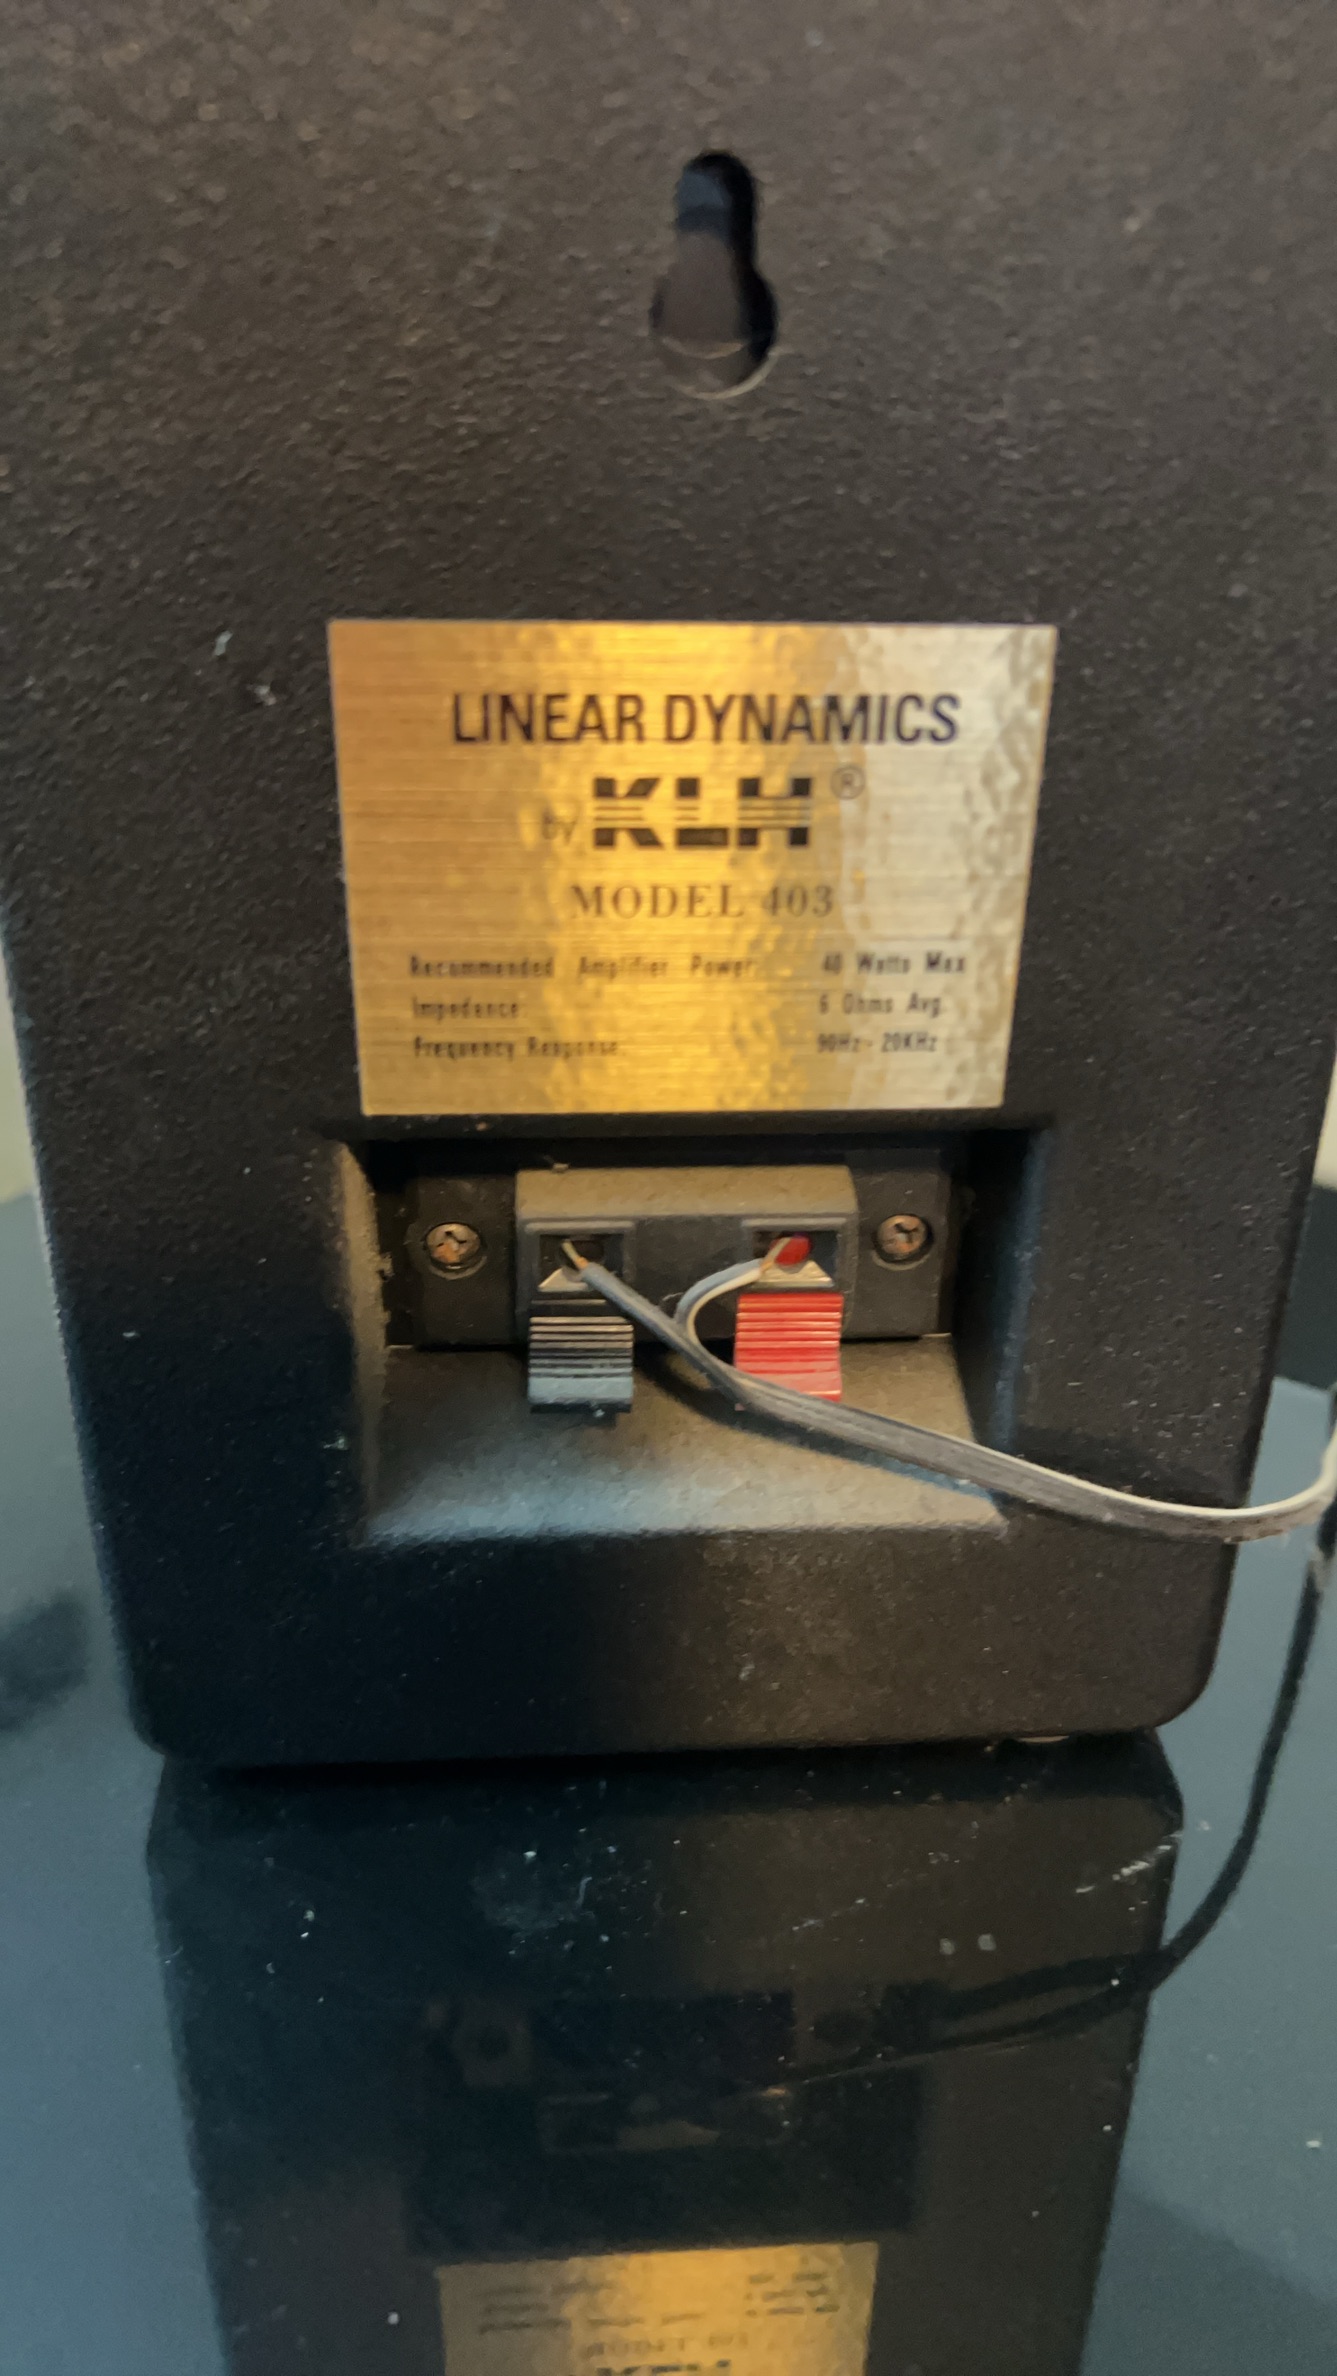 LINEAR DYNAMICS
by KLH®
MODEL 403
Recommended Amplifier Power: 40 Watts Max
Impedance: 6 Ohms Avg.
Frequency Response: 90Hz - 20KHz